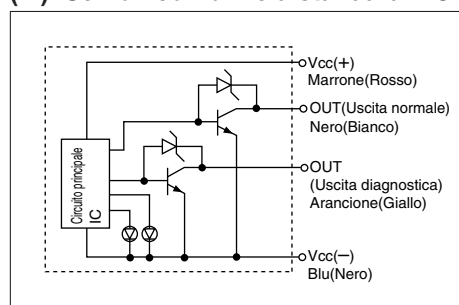 Vcc(+)
Marrone(Rosso)
OUT(Uscita normale)
Nero(Bianco)
OUT
(Uscita diagnostica)
Arancione(Giallo)
Vcc(—)
Blu(Nero)
Circuito principale
IC